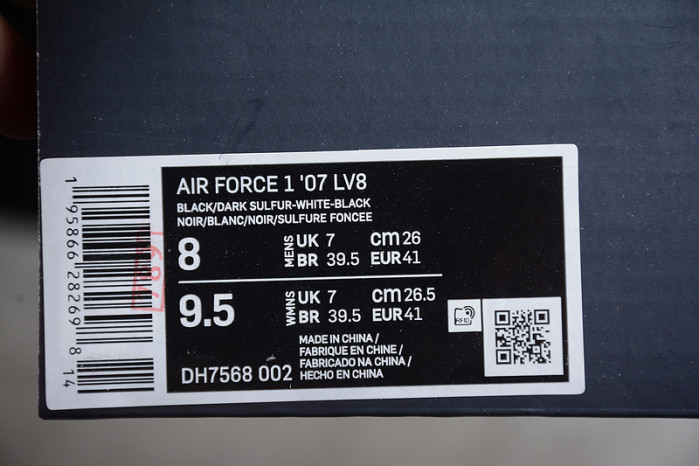 AIR FORCE 1 '07 LV8
BLACK/DARK SULFUR-WHITE-BLACK
NOIR/BLANC/NOIR/SULFURE FONCEE
8 MENS UK 7 cm 26
BR 39.5 EUR 41
9.5 WMNS UK 7 cm 26.5
BR 39.5 EUR 41
RFID
MADE IN CHINA /
FABRIQUE EN CHINE /
FABRICADO NA CHINA /
HECHO EN CHINA
DH7568 002
1 95866 28269 8 14